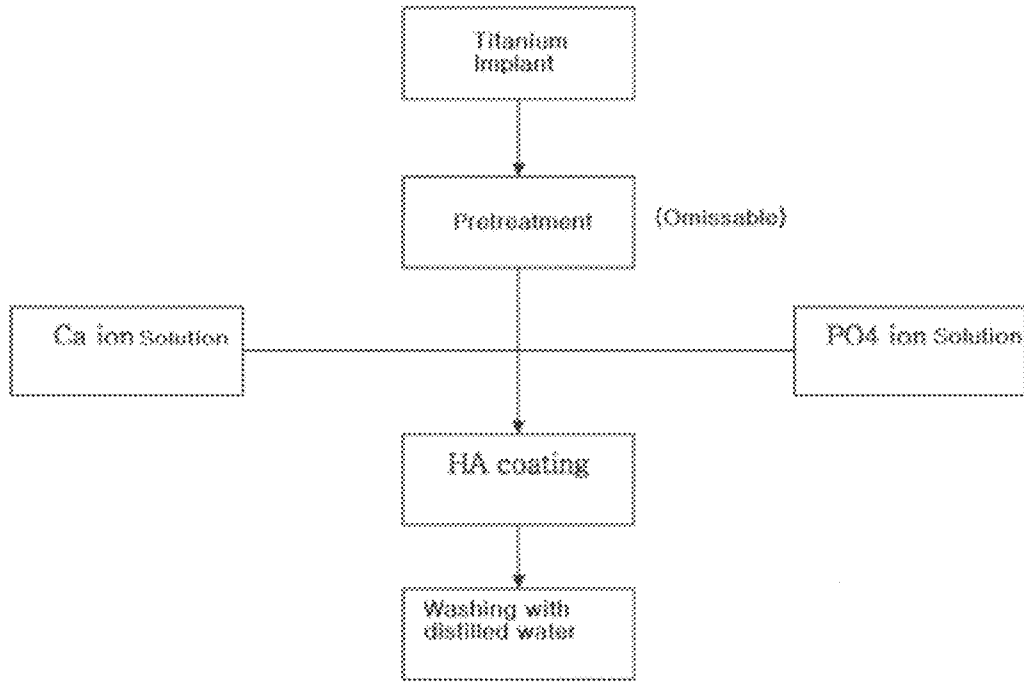 Titanium
Implant
Pretreatment
(Omissable)
Ca ion Solution
PO4 ion Solution
HA coating
Washing with
distilled water